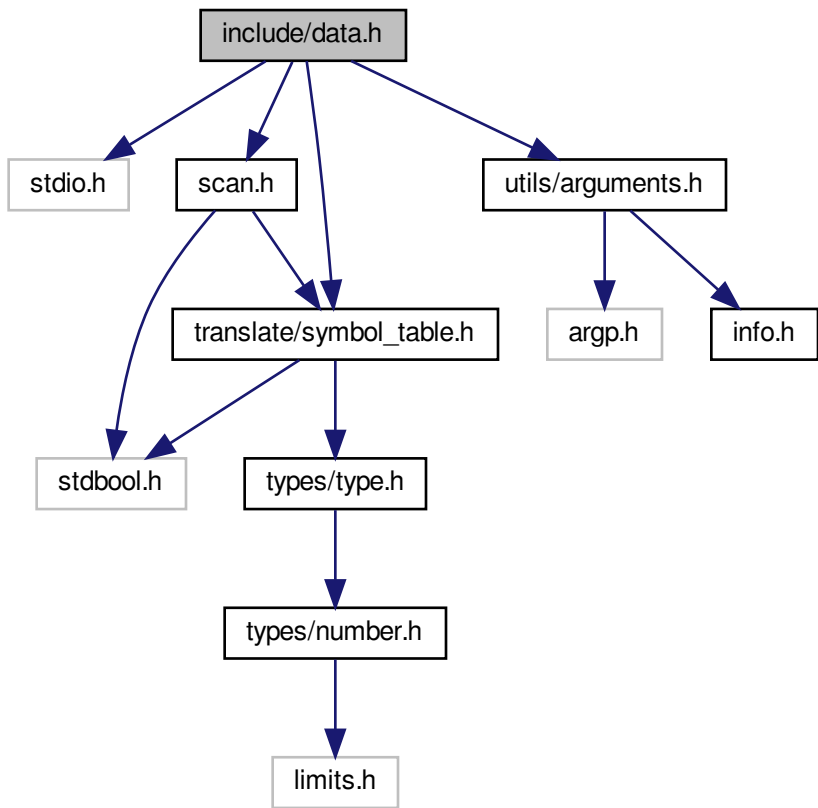 include/data.h
stdio.h
scan.h
utils/arguments.h
translate/symbol_table.h
argp.h
info.h
stdbool.h
types/type.h
types/number.h
limits.h